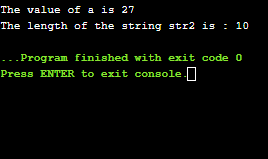 The value of a is 27
The length of the string str2 is : 10
...Program finished with exit code 0
Press ENTER to exit console.